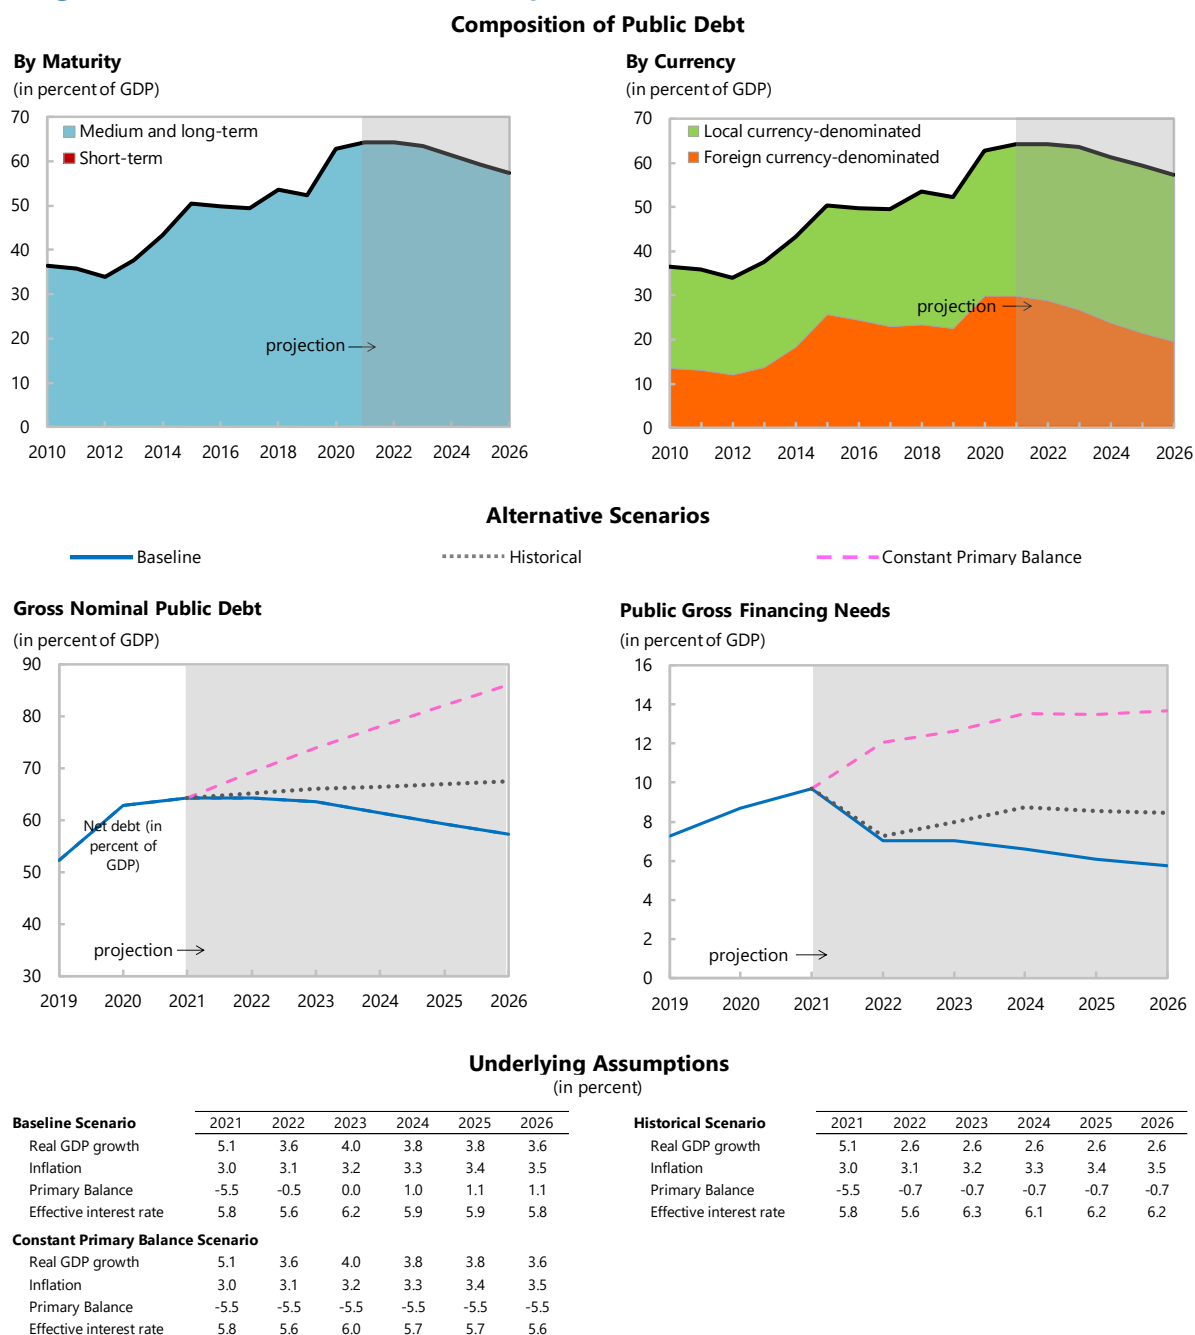 Composition of Public Debt
By Maturity
(in percent of GDP)
70
60
50
40
30
20
10
0
Medium and long-term
Short-term
projection
2010 2012 2014 2016 2018 2020 2022 2024 2026
By Currency
(in percent of GDP)
70
60
50
40
30
20
10
0
Local currency-denominated
Foreign currency-denominated
projection
2010 2012 2014 2016 2018 2020 2022 2024 2026
Alternative Scenarios
Baseline Historical Constant Primary Balance
Gross Nominal Public Debt
(in percent of GDP)
90
80
70
60
50
40
30
Net debt (in
percent of
GDP)
projection
2019 2020 2021 2022 2023 2024 2025 2026
Public Gross Financing Needs
(in percent of GDP)
16
14
12
10
8
6
4
2
0
projection
2019 2020 2021 2022 2023 2024 2025 2026
Underlying Assumptions
(in percent)
Baseline Scenario 2021 2022 2023 2024 2025 2026
Real GDP growth 5.1 3.6 4.0 3.8 3.8 3.6
Inflation 3.0 3.1 3.2 3.3 3.4 3.5
Primary Balance -5.5 -0.5 0.0 1.0 1.1 1.1
Effective interest rate 5.8 5.6 6.2 5.9 5.9 5.8
Constant Primary Balance Scenario
Real GDP growth 5.1 3.6 4.0 3.8 3.8 3.6
Inflation 3.0 3.1 3.2 3.3 3.4 3.5
Primary Balance -5.5 -5.5 -5.5 -5.5 -5.5 -5.5
Effective interest rate 5.8 5.6 6.0 5.7 5.7 5.6
Historical Scenario 2021 2022 2023 2024 2025 2026
Real GDP growth 5.1 2.6 2.6 2.6 2.6 2.6
Inflation 3.0 3.1 3.2 3.3 3.4 3.5
Primary Balance -5.5 -0.7 -0.7 -0.7 -0.7 -0.7
Effective interest rate 5.8 5.6 6.3 6.1 6.2 6.2